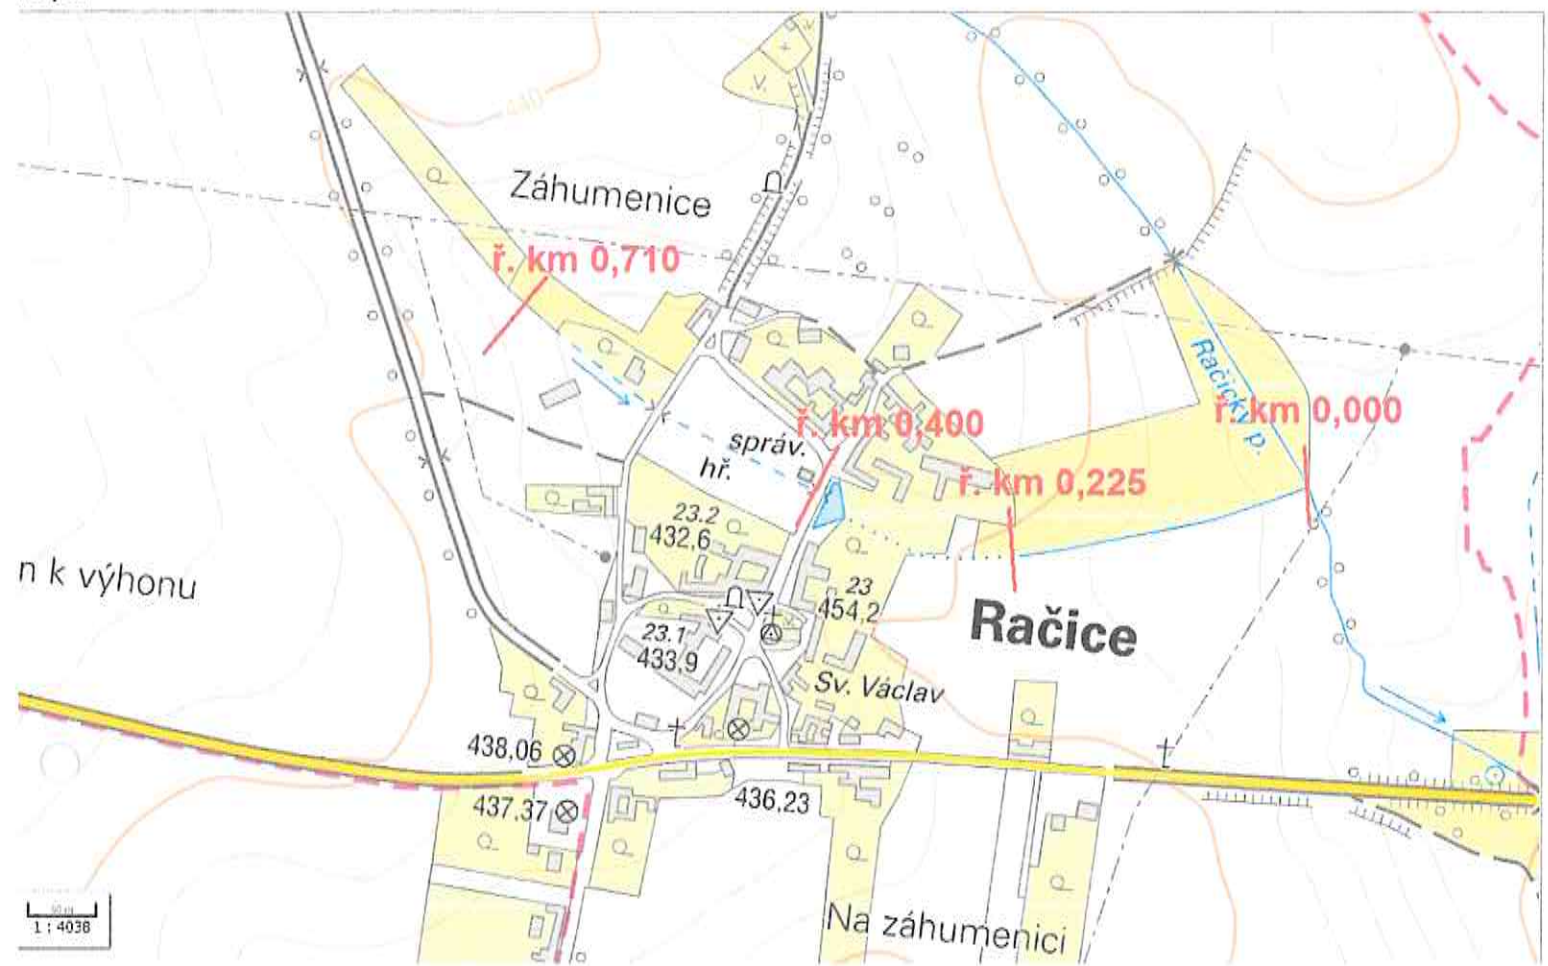 440
Záhumenice
ř. km 0,710
Račický p.
ř. km 0,000
ř. km 0,400
správ.
hř.
ř. km 0,225
23.2
432,6
n k výhonu
23
454,2
Račice
23.1
433,9
Sv. Václav
438,06
437.37
436,23
Na záhumenici
50 m
1 : 4038